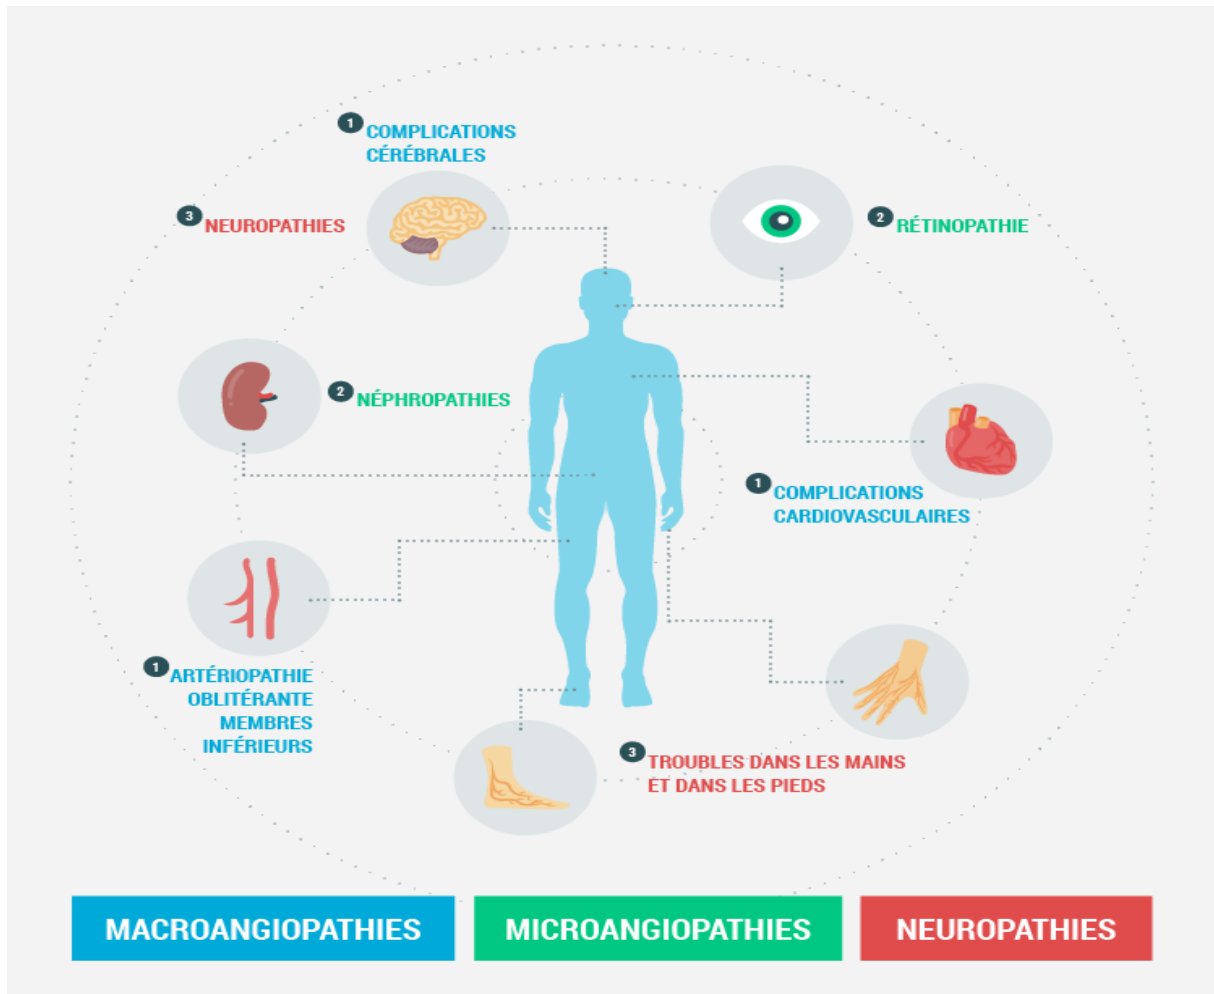 1 COMPLICATIONS
CÉRÉBRALES
3 NEUROPATHIES
2 RÉTINOPATHIE
2 NÉPHROPATHIES
1 COMPLICATIONS
CARDIOVASCULAIRES
1 ARTÉRIOPATHIE
OBLITÉRANTE
MEMBRES
INFÉRIEURS
3 TROUBLES DANS LES MAINS
ET DANS LES PIEDS
MACROANGIOPATHIES
MICROANGIOPATHIES
NEUROPATHIES